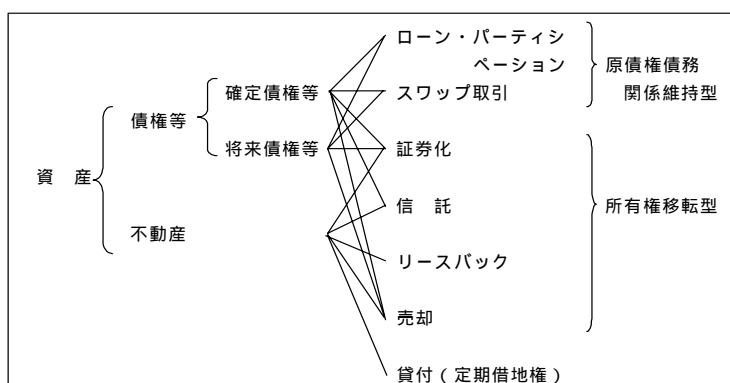 ローン・パーティシ
ペーション
原債権債務
関係維持型
確定債権等
スワップ取引
債権等
将来債権等
証券化
資　産
信　託
所有権移転型
不動産
リースバック
売却
貸付（定期借地権）